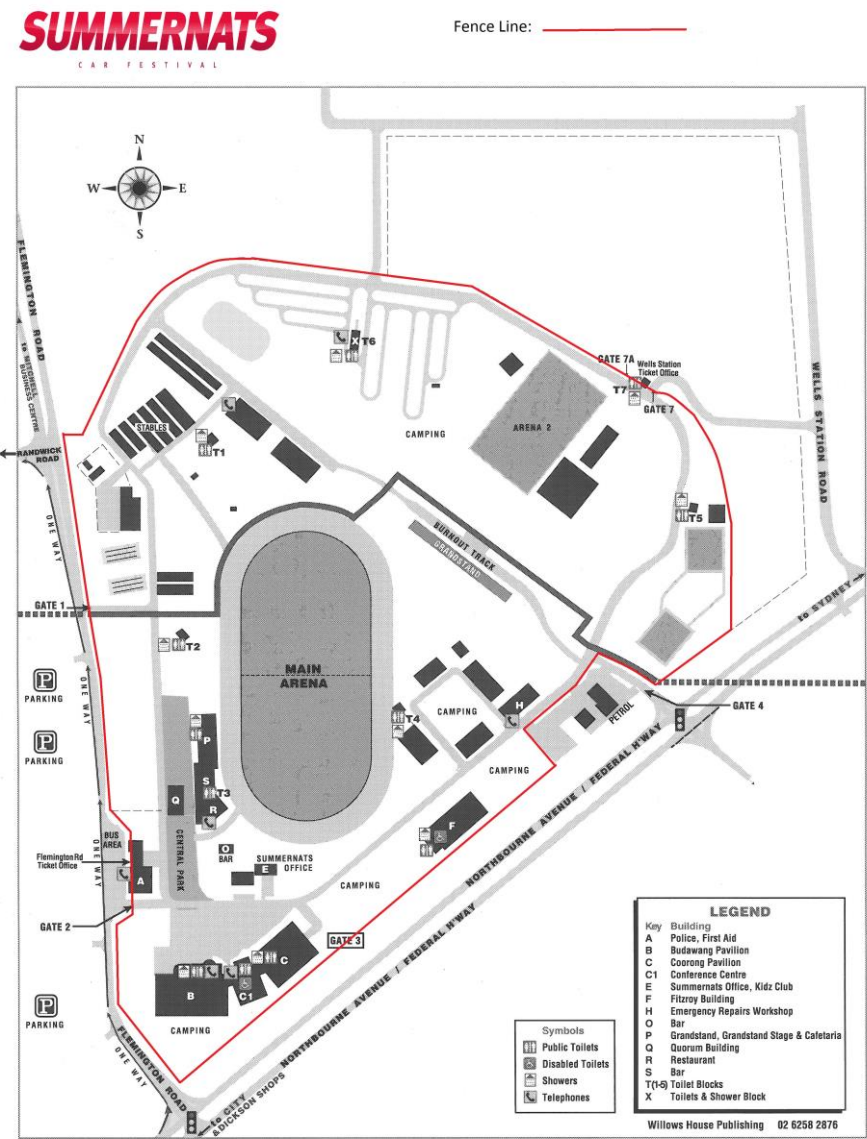 SUMMERNATS
CAR FESTIVAL
Fence Line:
N
W
E
S
FLEMINGTON ROAD
to MITCHELL
BUSINESS CENTRE
RANDWICK
ROAD
ONE WAY
T6
X
GATE 7A
Wells Station
Ticket Office
T7
GATE 7
WELLS STATION ROAD
STABLES
T1
CAMPING
ARENA 2
T5
BURNOUT TRACK
GRANDSTAND
to SYDNEY
GATE 1
T2
MAIN
ARENA
P
PARKING
ONE WAY
P
PARKING
T4
CAMPING
H
PETROL
GATE 4
P
S
T3
Q
R
CAMPING
NORTHBOURNE AVENUE / FEDERAL H'WAY
F
BUS
AREA
ONE WAY
Flemington Rd
Ticket Office
A
CENTRAL PARK
O
BAR
SUMMERNATS
OFFICE
E
CAMPING
GATE 2
GATE 3
C
B
C1
P
PARKING
CAMPING
NORTHBOURNE AVENUE / FEDERAL H'WAY
FLEMINGTON ROAD
ONE WAY
to CITY
& DICKSON SHOPS
Symbols
Public Toilets
Disabled Toilets
Showers
Telephones
LEGEND
Key Building
A Police, First Aid
B Budawang Pavilion
C Coorong Pavilion
C1 Conference Centre
E Summernats Office, Kidz Club
F Fitzroy Building
H Emergency Repairs Workshop
O Bar
P Grandstand, Grandstand Stage & Cafetaria
Q Quorum Building
R Restaurant
S Bar
T(1-5) Toilet Blocks
X Toilets & Shower Block
Willows House Publishing 02 6258 2876